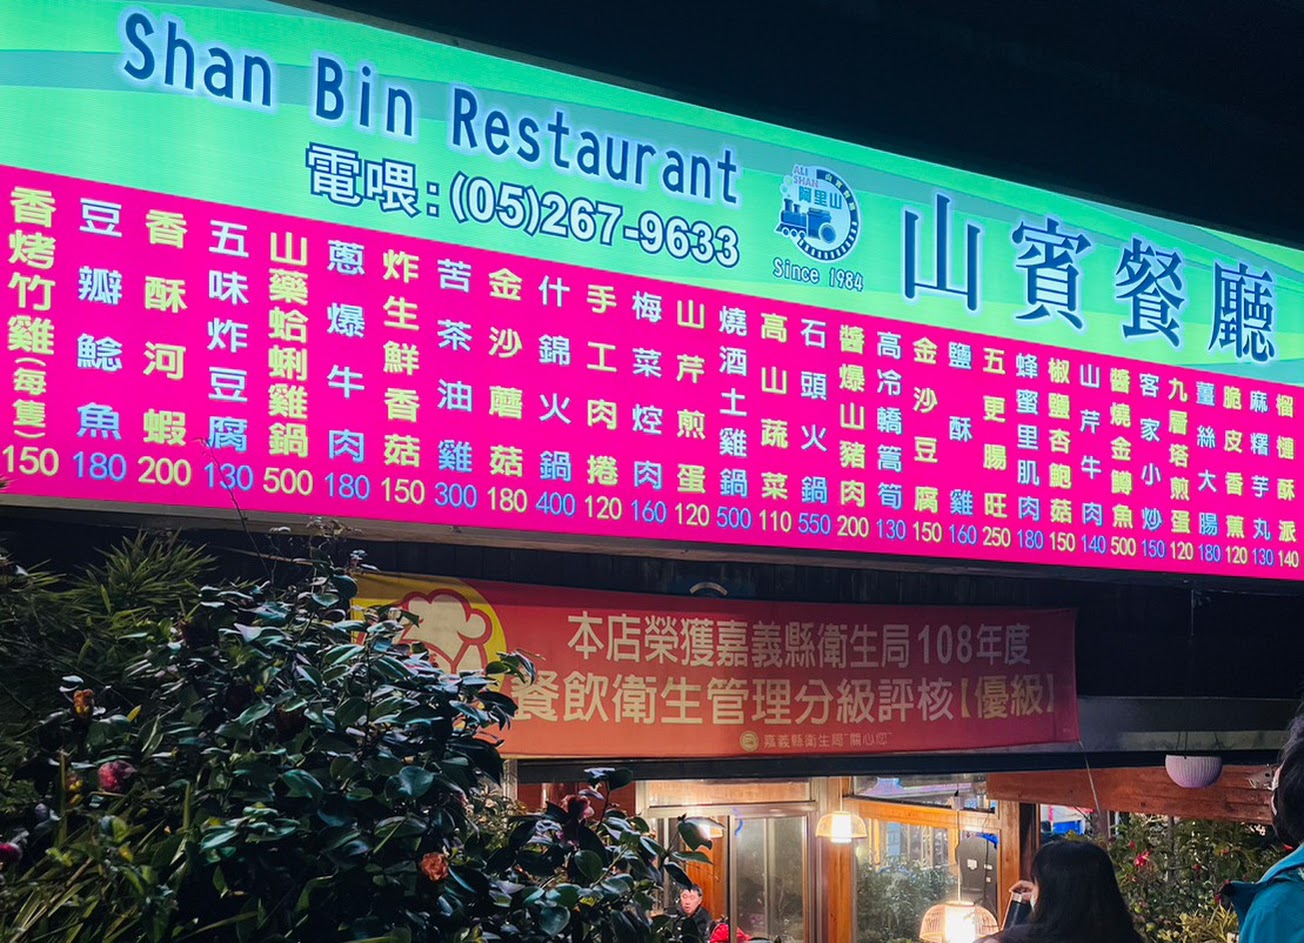 Shan Bin Restaurant
電喂:(05)267-9633
ALI
SHAN
阿里山
Since 1984
山賓餐廳
香烤竹雞(每隻)150
豆瓣鯰魚180
香酥河蝦200
五味炸豆腐130
山藥蛤蜊雞鍋500
蔥爆牛肉180
炸生鮮香菇150
苦茶油雞300
金沙蘑菇180
什錦火鍋400
手工肉捲120
梅菜焢肉160
山芹煎蛋120
燒酒土雞鍋500
高山蔬菜110
石頭火鍋550
醬爆山豬肉200
高冷轎篙筍130
金沙豆腐150
鹽酥雞160
五更腸旺250
蜂蜜里肌肉180
椒鹽杏鮑菇150
山芹牛肉140
醬燒金鱒魚500
客家小炒150
九層塔煎蛋120
薑絲大腸180
脆皮香蕉120
麻糬芋丸130
榴槤酥派140
本店榮獲嘉義縣衛生局108年度
餐飲衛生管理分級評核【優級】
嘉義縣衛生局"關心您"